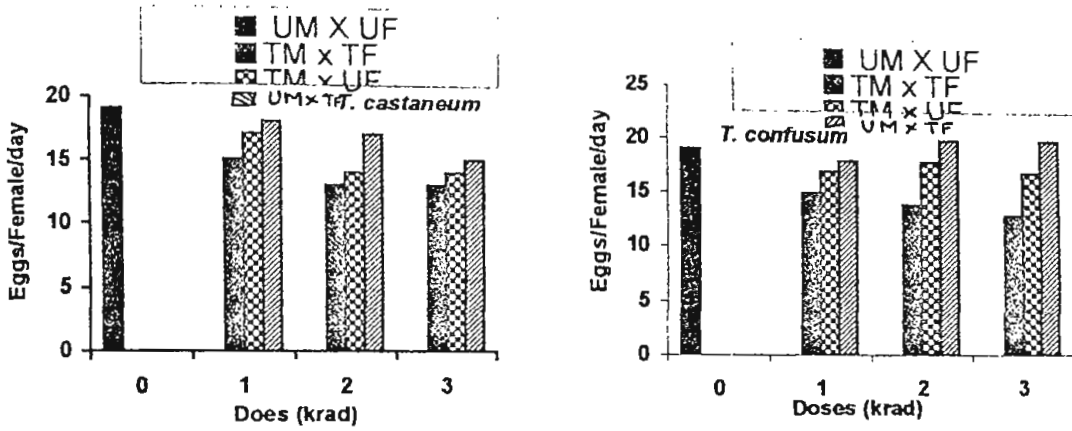 UM X UF
TM x TF
TM x UF
UM x TF T. castaneum
20
15
10
5
0
Eggs/Female/day
0 1 2 3
Does (krad)
UM X UF
TM x TF
TM x UF
UM x TF
T. confusum
25
20
15
10
5
0
Eggs/Female/day
0 1 2 3
Doses (krad)